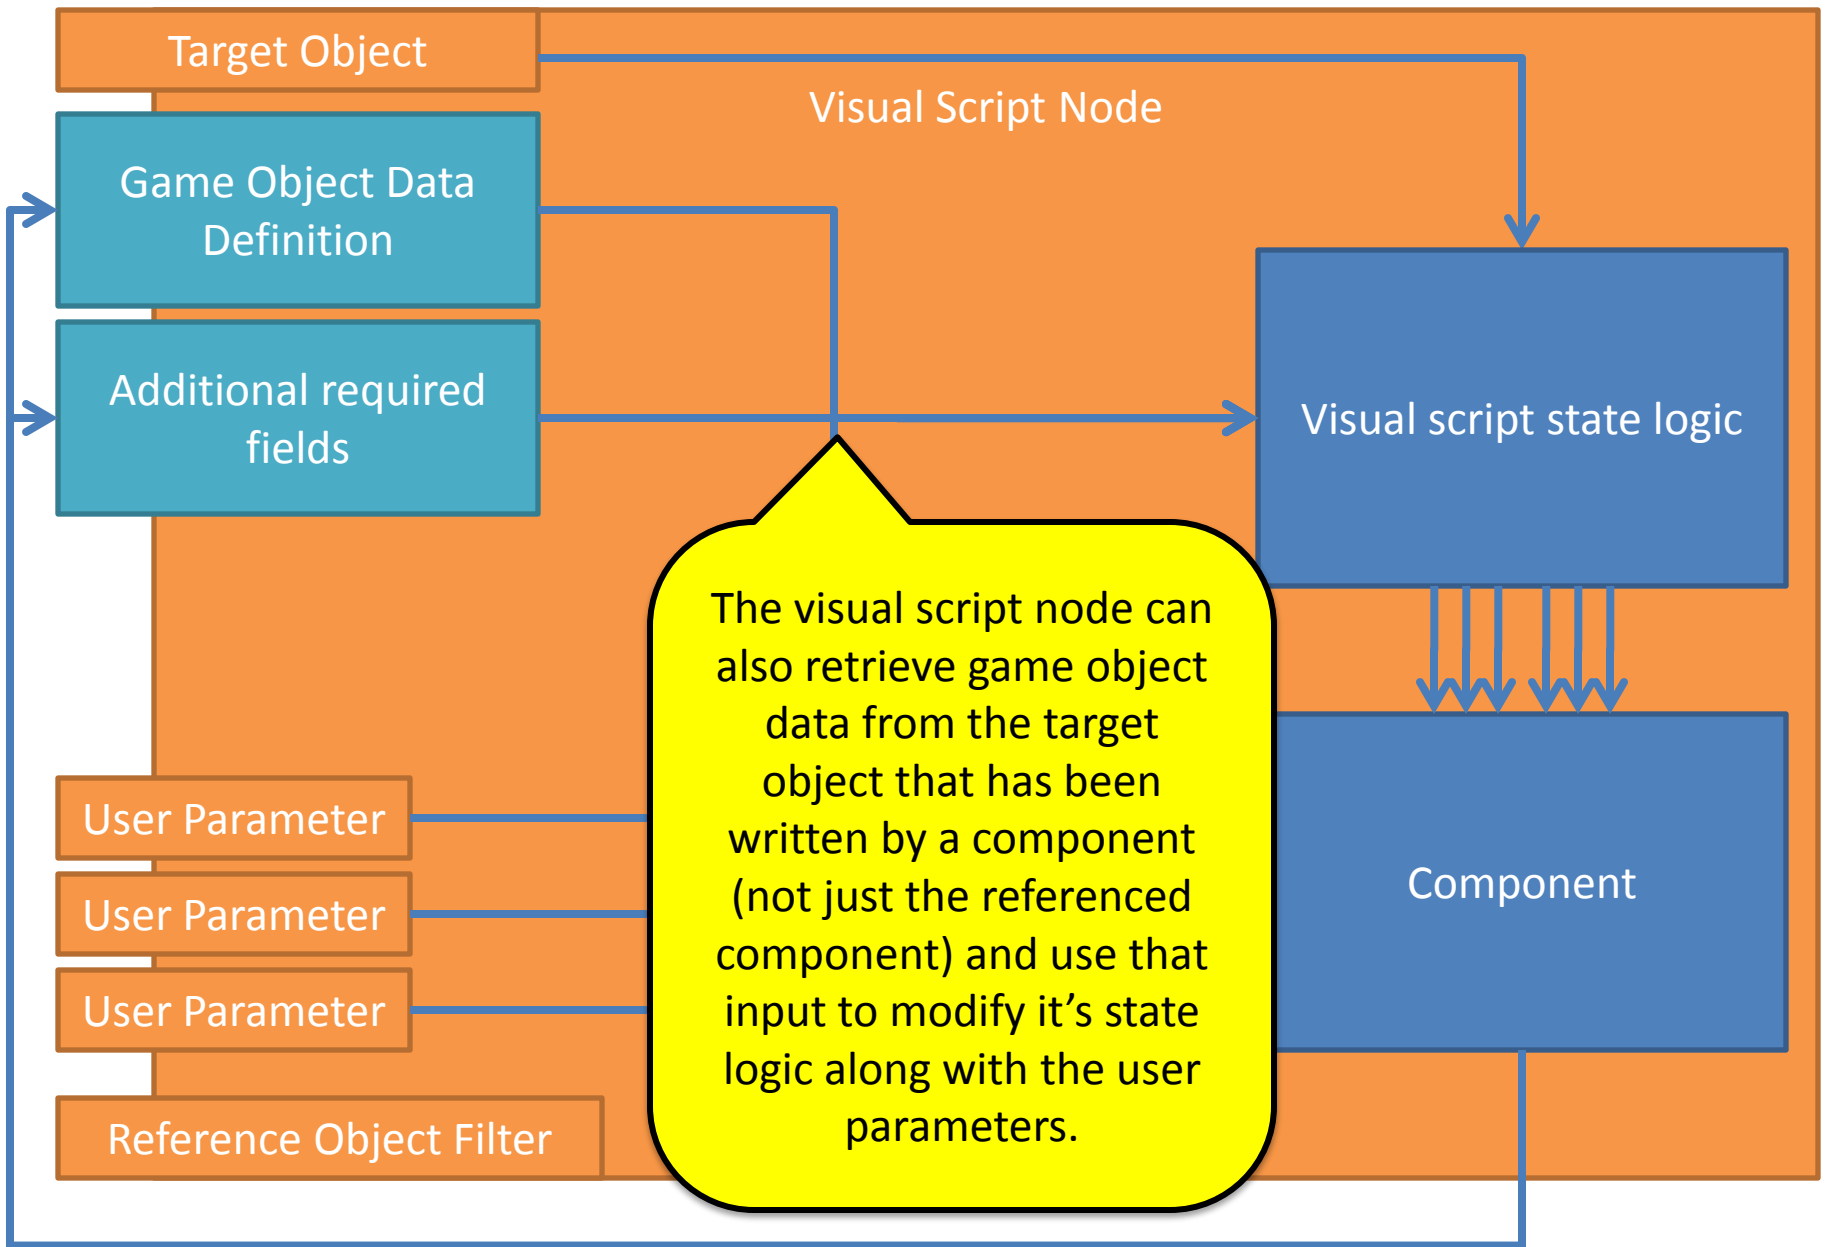 Target Object
Visual Script Node
Game Object Data
Definition
Additional required
fields
Visual script state logic
The visual script node can
also retrieve game object
data from the target
object that has been
written by a component
(not just the referenced
component) and use that
input to modify it’s state
logic along with the user
parameters.
User Parameter
User Parameter
User Parameter
Component
Reference Object Filter